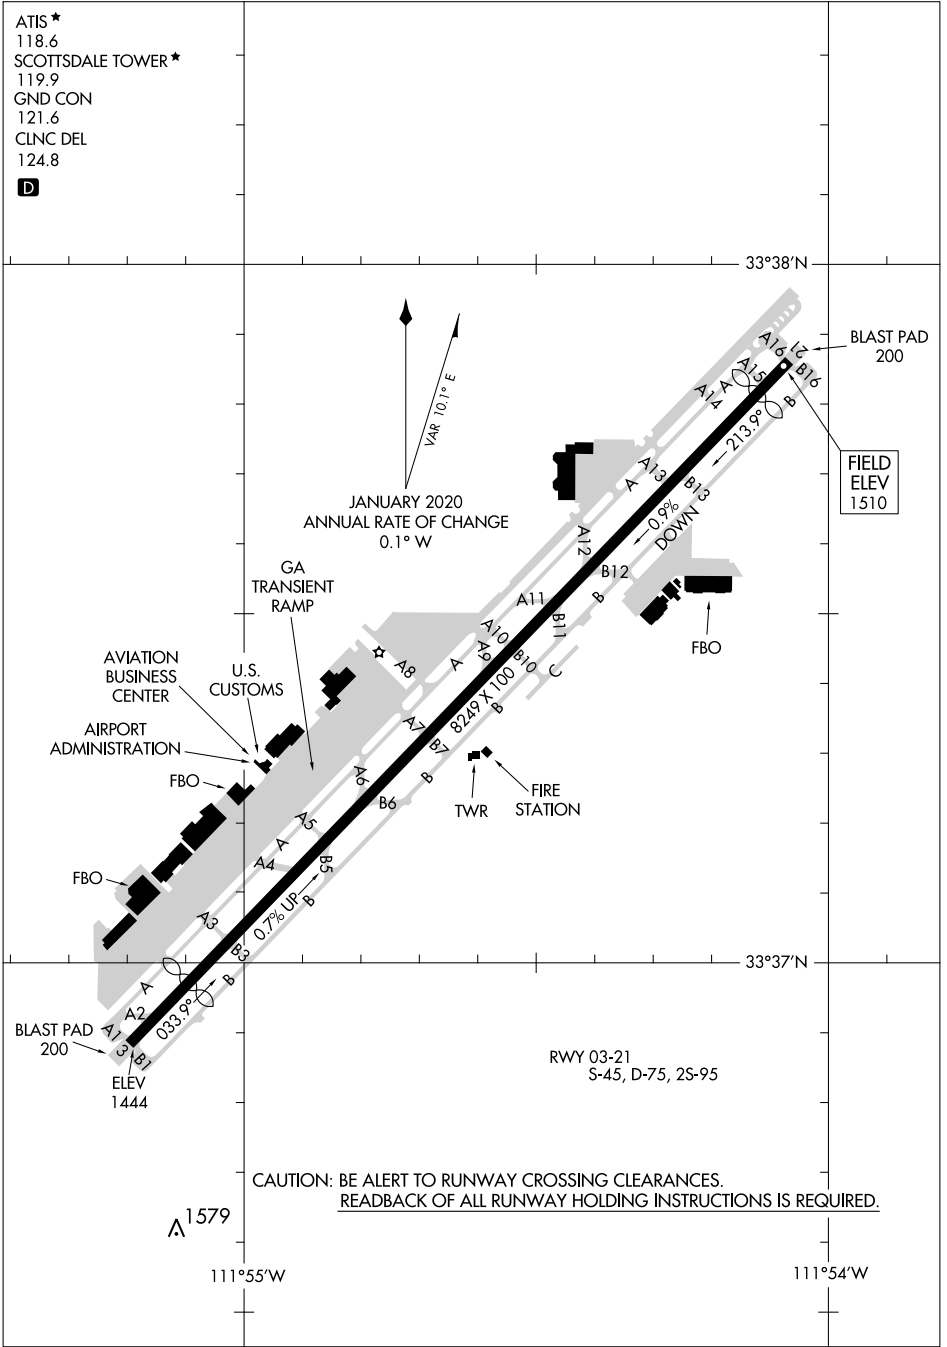 ATIS ★
118.6
SCOTTSDALE TOWER ★
119.9
GND CON
121.6
CLNC DEL
124.8
D
33°38'N
BLAST PAD
200
A16
21
B16
A15
A
A14
B
213.9°
FIELD
ELEV
1510
VAR 10.1° E
JANUARY 2020
ANNUAL RATE OF CHANGE
0.1° W
A13
A
B13
0.9%
DOWN
A12
B12
GA
TRANSIENT
RAMP
A11
B
B11
FBO
A10
A9
B10
C
A
A8
8249 X 100
B
AVIATION
BUSINESS
CENTER
U.S.
CUSTOMS
AIRPORT
ADMINISTRATION
A7
B7
B
FBO
A6
B6
TWR
FIRE
STATION
A5
A
A4
B5
FBO
B
0.7% UP
A3
B3
B
33°37'N
A
033.9°
A2
A1
3
B1
BLAST PAD
200
ELEV
1444
RWY 03-21
S-45, D-75, 2S-95
CAUTION: BE ALERT TO RUNWAY CROSSING CLEARANCES.
READBACK OF ALL RUNWAY HOLDING INSTRUCTIONS IS REQUIRED.
1579
111°55'W
111°54'W